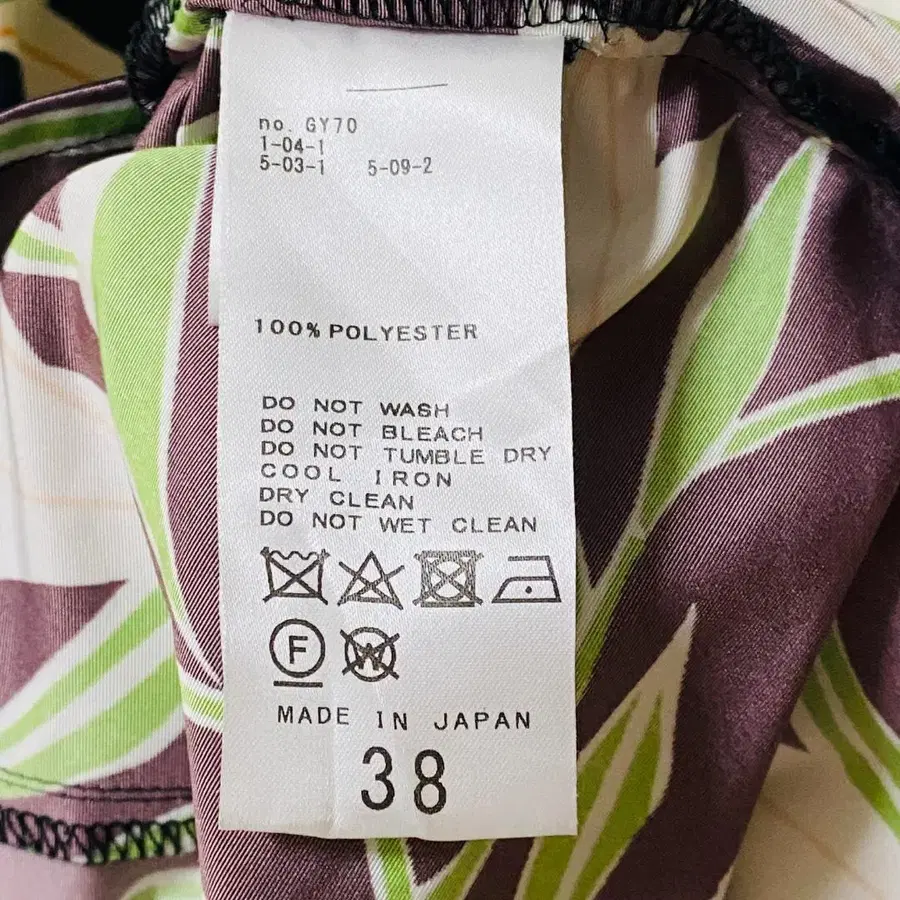 no. GY70
1-04-1
5-03-1 5-09-2
100% POLYESTER
DO NOT WASH
DO NOT BLEACH
DO NOT TUMBLE DRY
COOL IRON
DRY CLEAN
DO NOT WET CLEAN
F W
MADE IN JAPAN
38